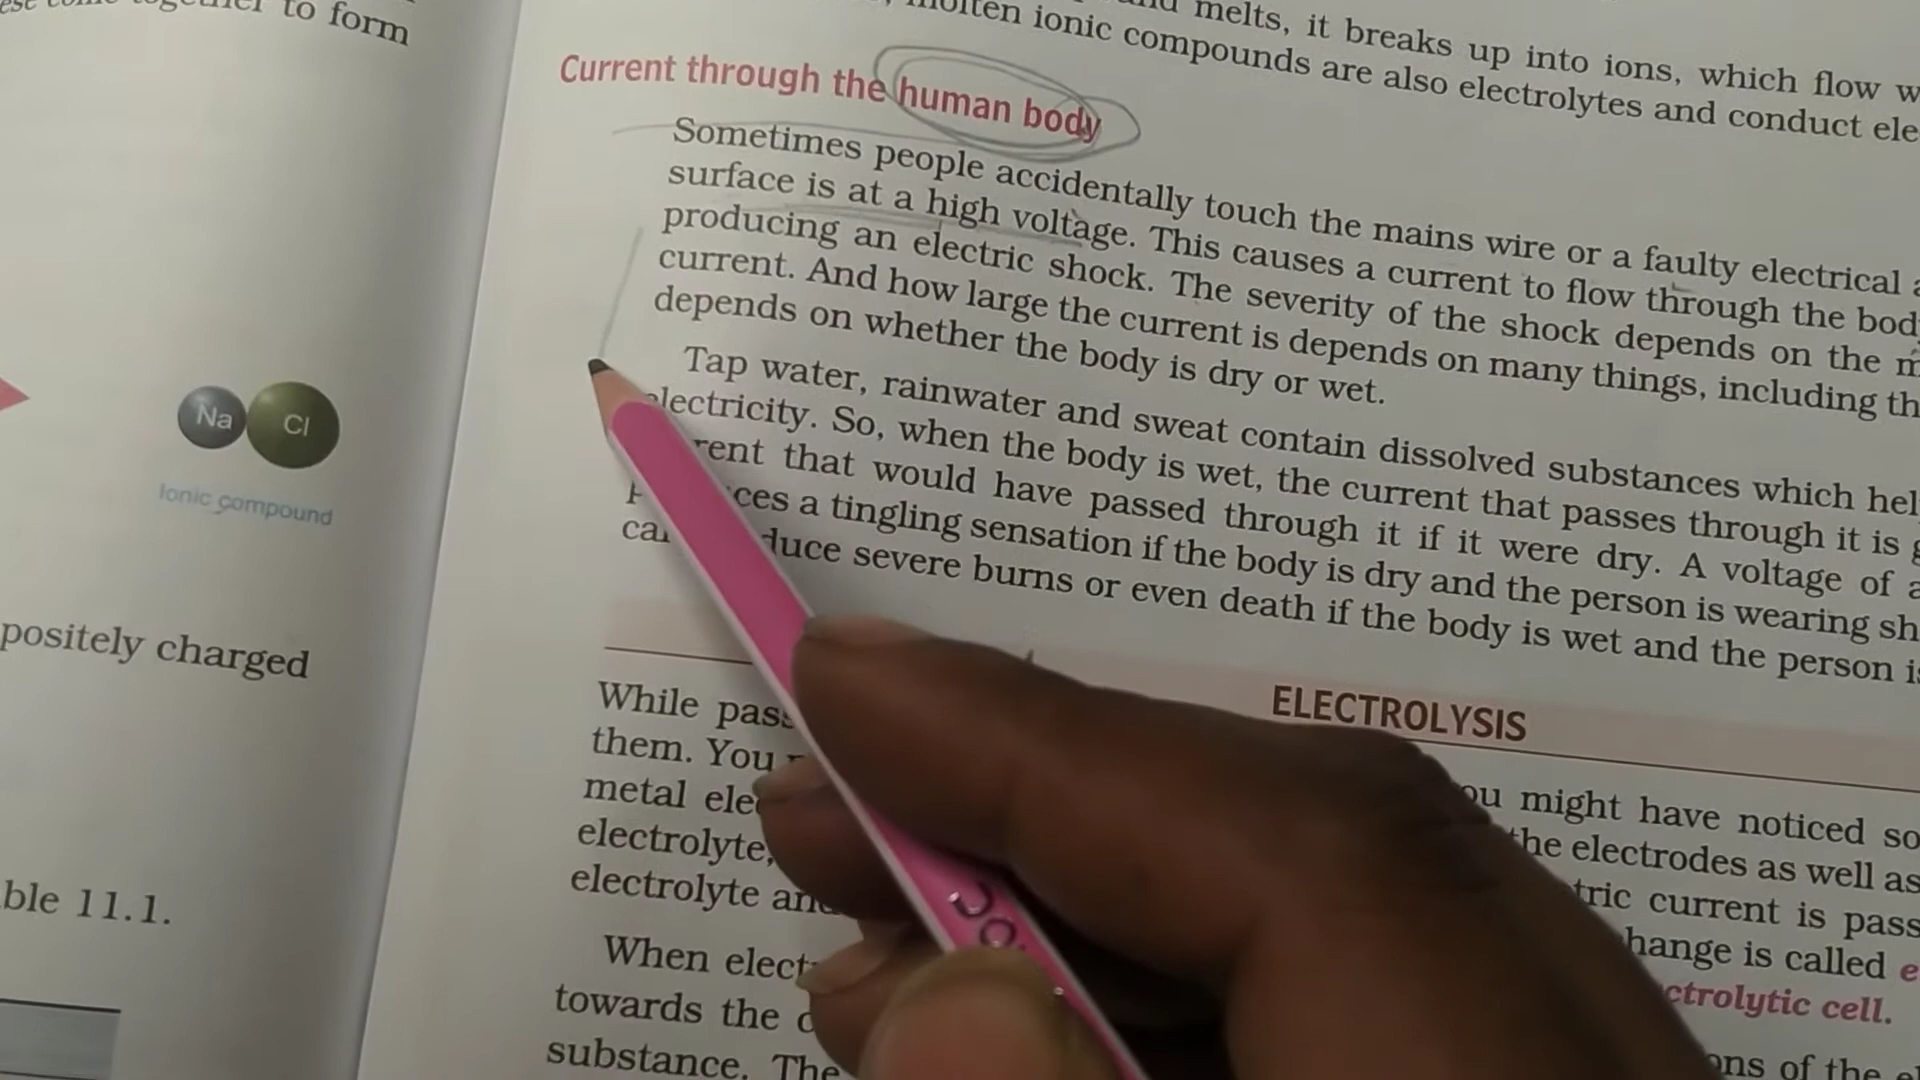 together to form
Na
Cl
Ionic compound
positely charged
ble 11.1.
melts, it breaks up into ions, which flow
molten ionic compounds are also electrolytes and conduct ele
Current through the human body
Sometimes people accidentally touch the mains wire or a faulty electrical
surface is at a high voltage. This causes a current to flow through the bod
producing an electric shock. The severity of the shock depends on the m
current. And how large the current is depends on many things, including th
depends on whether the body is dry or wet.
Tap water, rainwater and sweat contain dissolved substances which hel
electricity. So, when the body is wet, the current that passes through it is g
rent that would have passed through it if it were dry. A voltage of a
ces a tingling sensation if the body is dry and the person is wearing sh
ca duce severe burns or even death if the body is wet and the person is
ELECTROLYSIS
While pass ou might have noticed so
them. You the electrodes as well as
metal elec tric current is pass
electrolyte, hange is called e
electrolyte an ctrolytic cell.
When elect ons of the el
towards the
substance. The